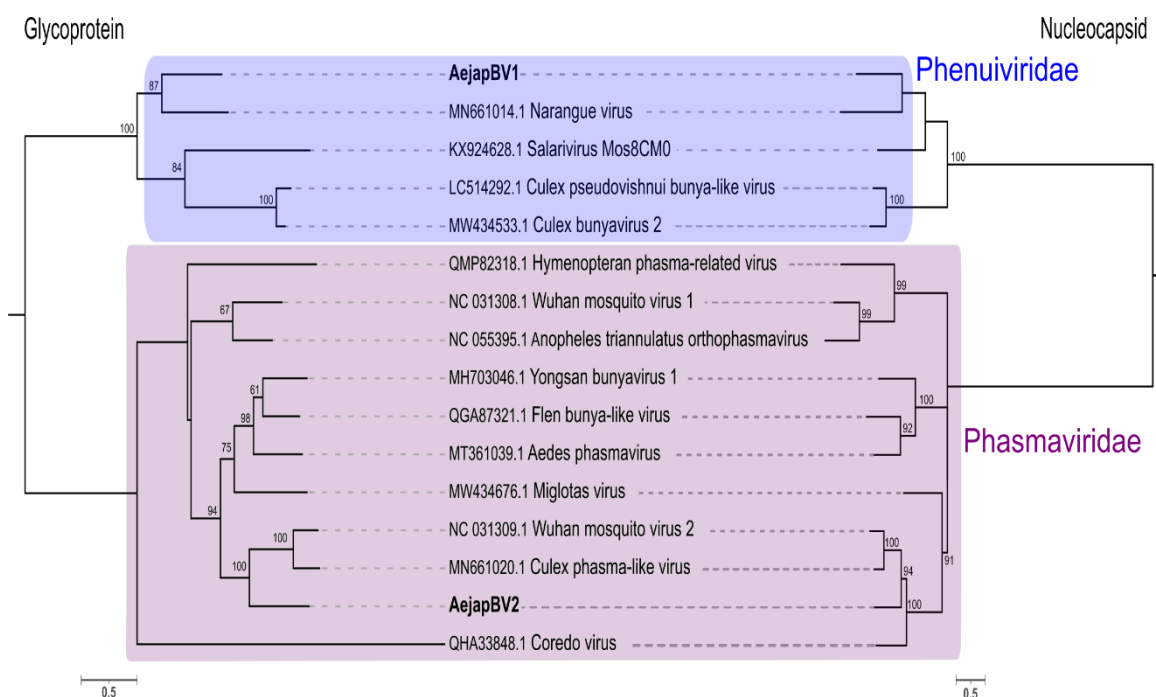 Glycoprotein
Nucleocapsid
Phenuiviridae
AejapBV1
87
MN661014.1 Narangue virus
100
KX924628.1 Salarivirus Mos8CM0
100
84
LC514292.1 Culex pseudovishnui bunya-like virus
100
100
MW434533.1 Culex bunyavirus 2
QMP82318.1 Hymenopteran phasma-related virus
99
NC 031308.1 Wuhan mosquito virus 1
67
99
NC 055395.1 Anopheles triannulatus orthophasmavirus
MH703046.1 Yongsan bunyavirus 1
61
100
QGA87321.1 Flen bunya-like virus
98
92
Phasmaviridae
MT361039.1 Aedes phasmavirus
75
MW434676.1 Miglotas virus
94
NC 031309.1 Wuhan mosquito virus 2
100
100
MN661020.1 Culex phasma-like virus
100
94
91
AejapBV2
100
QHA33848.1 Coredo virus
0.5
0.5